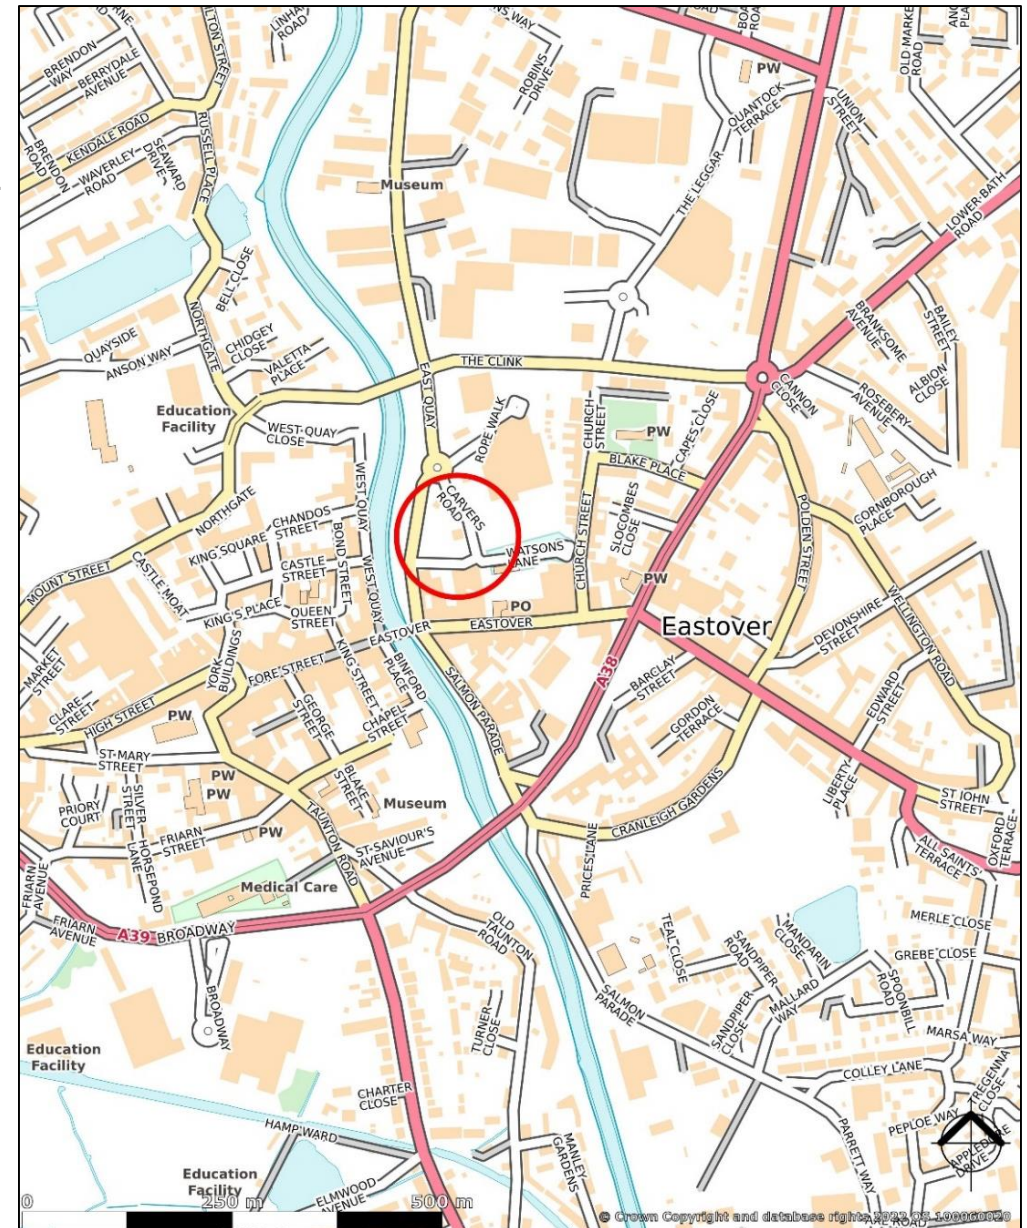 BRENDON
WAY
BERRYDALE
AVENUE
LINHA
ROAD
NS WAY
ROBINS
DRIVE
PW
OLD MARKE
ROAD
KENDALE ROAD
BRENDON
ROAD
WAVERLEY
ROAD
SEAWARD
DRIVE
RUSSELL PLACE
QUANTOCK
TERRACE
UNION
STREET
Museum
THE LEGGAR
LOWER BATH
ROAD
BELL CLOSE
NORTHGATE
QUAYSIDE
ANSON WAY
CHIDGEY
CLOSE
VALETTA
PLACE
EAST QUAY
THE CLINK
BRANKSOME
AVENUE
BAILEY
STREET
ALBION
CLOSE
CANNON
CLOSE
ROSEBERY
AVENUE
Education
Facility
WEST QUAY
CLOSE
ROPE WALK
CHURCH
STREET
PW
CAPES CLOSE
BLAKE PLACE
WEST QUAY
NORTHGATE
CARVERS
ROAD
SLOCOMBES
CLOSE
CORNBOROUGH
PLACE
POLDEN STREET
CHANDOS
STREET
KING SQUARE
BOND STREET
CASTLE
STREET
WATSONS
LANE
CHURCH STREET
MOUNT STREET
CASTLE MOAT
KING'S PLACE
QUEEN
STREET
WEST QUAY
PW
PO
EASTOVER
EASTOVER
Eastover
WELLINGTON ROAD
DEVONSHIRE
STREET
MARKET
STREET
YORK
BUILDINGS
FORE STREET
KING STREET
BINFORD
PLACE
CLARE
STREET
HIGH STREET
PW
GEORGE
STREET
CHAPEL
STREET
SALMON PARADE
A38
BARCLAY
STREET
GORDON
TERRACE
EDWARD
STREET
ST MARY
STREET
PW
PW
BLAKE
STREET
Museum
PRIORY
COURT
SILVER
STREET
HORSEPOND
LANE
FRIARN
STREET
PW
TAUNTON ROAD
ST SAVIOUR'S
AVENUE
CRANLEIGH GARDENS
LIBERTY
PLACE
ST JOHN
STREET
PRICES LANE
ALL SAINTS'
TERRACE
OXFORD
TERRACE
FRIARN
AVENUE
Medical Care
FRIARN
AVENUE
A39
BROADWAY
OLD
TAUNTON
ROAD
TEAL CLOSE
SANDPIPER
ROAD
MANDARIN
CLOSE
MERLE CLOSE
GREBE CLOSE
BROADWAY
SALMON
PARADE
SANDPIPER
CLOSE
MALLARD
WAY
SPOONBILL
ROAD
TURNER
CLOSE
MARSA WAY
Education
Facility
COLLEY LANE
CHARTER
CLOSE
TREGENNA
CLOSE
PEPLOE WAY
HAMP WARD
APPLEDORE
DRIVE
MANLEY
GARDENS
PARRETT WAY
Education
Facility
ELMWOOD
AVENUE
0
250 m
500 m
© Crown Copyright and database rights 2022 OS 100060020